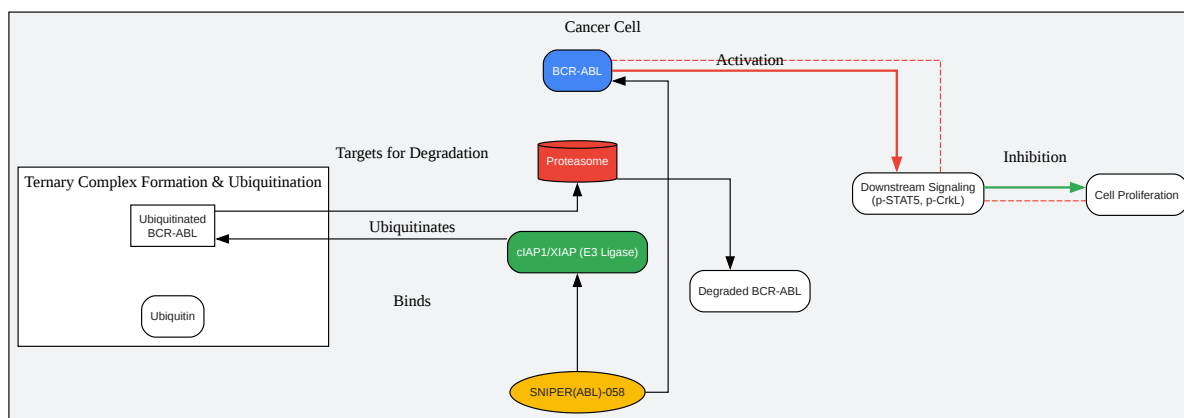 Cancer Cell
BCR-ABL
Activation
Targets for Degradation
Proteasome
Inhibition
Ternary Complex Formation & Ubiquitination
Downstream Signaling
(p-STAT5, p-CrkL)
Cell Proliferation
Ubiquitinated
BCR-ABL
Ubiquitinates
cIAP1/XIAP (E3 Ligase)
Degraded BCR-ABL
Binds
Ubiquitin
SNIPER(ABL)-058